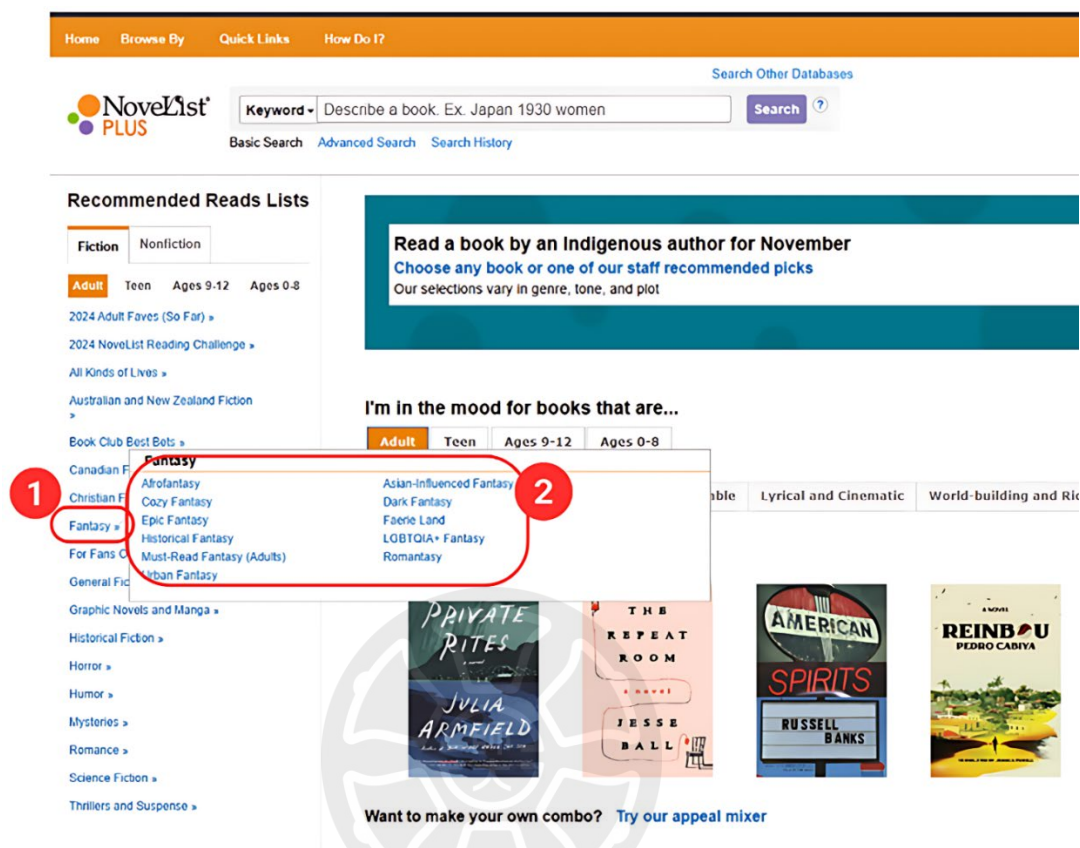 Home Browse By Quick Links How Do I?
Search Other Databases
NoveList PLUS
Keyword Describe a book. Ex. Japan 1930 women Search ?
Basic Search Advanced Search Search History
Recommended Reads Lists
Fiction Nonfiction
Adult Teen Ages 9-12 Ages 0-8
2024 Adult Faves (So Far) »
2024 NoveList Reading Challenge »
All Kinds of Lives »
Australian and New Zealand Fiction
»
Book Club Best Bets »
Canadian F
Christian F
Fantasy »
For Fans O
General Fic
Graphic Novels and Manga »
Historical Fiction »
Horror »
Humor »
Mysteries »
Romance »
Science Fiction »
Thrillers and Suspense »
1
Fantasy
Afrofantasy
Cozy Fantasy
Epic Fantasy
Historical Fantasy
Must-Read Fantasy (Adults)
Urban Fantasy
Asian-Influenced Fantasy
Dark Fantasy
Faerie Land
LGBTQIA+ Fantasy
Romantasy
2
Read a book by an Indigenous author for November
Choose any book or one of our staff recommended picks
Our selections vary in genre, tone, and plot
I'm in the mood for books that are...
Adult Teen Ages 9-12 Ages 0-8
Lyrical and Cinematic World-building and Ric
PRIVATE
RITES
a novel
JULIA
ARMFIELD
THE
REPEAT
ROOM
a novel
JESSE
BALL
AMERICAN
SPIRITS
RUSSELL
BANKS
A NOVEL
REINBOU
PEDRO CABIYA
Want to make your own combo? Try our appeal mixer